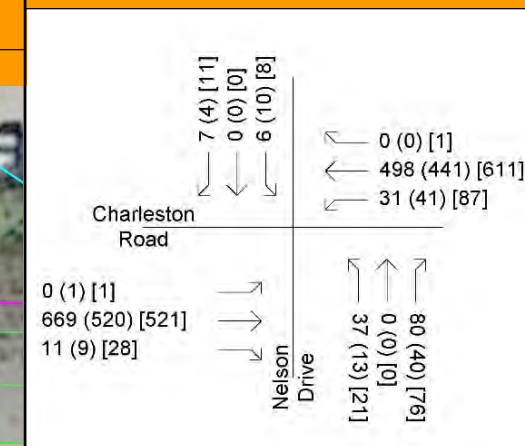 7 (4) [11]
0 (0) [0]
6 (10) [8]
0 (0) [1]
498 (441) [611]
31 (41) [87]
Charleston
Road
0 (1) [1]
669 (520) [521]
11 (9) [28]
Nelson
Drive
37 (13) [21]
0 (0) [0]
80 (40) [76]